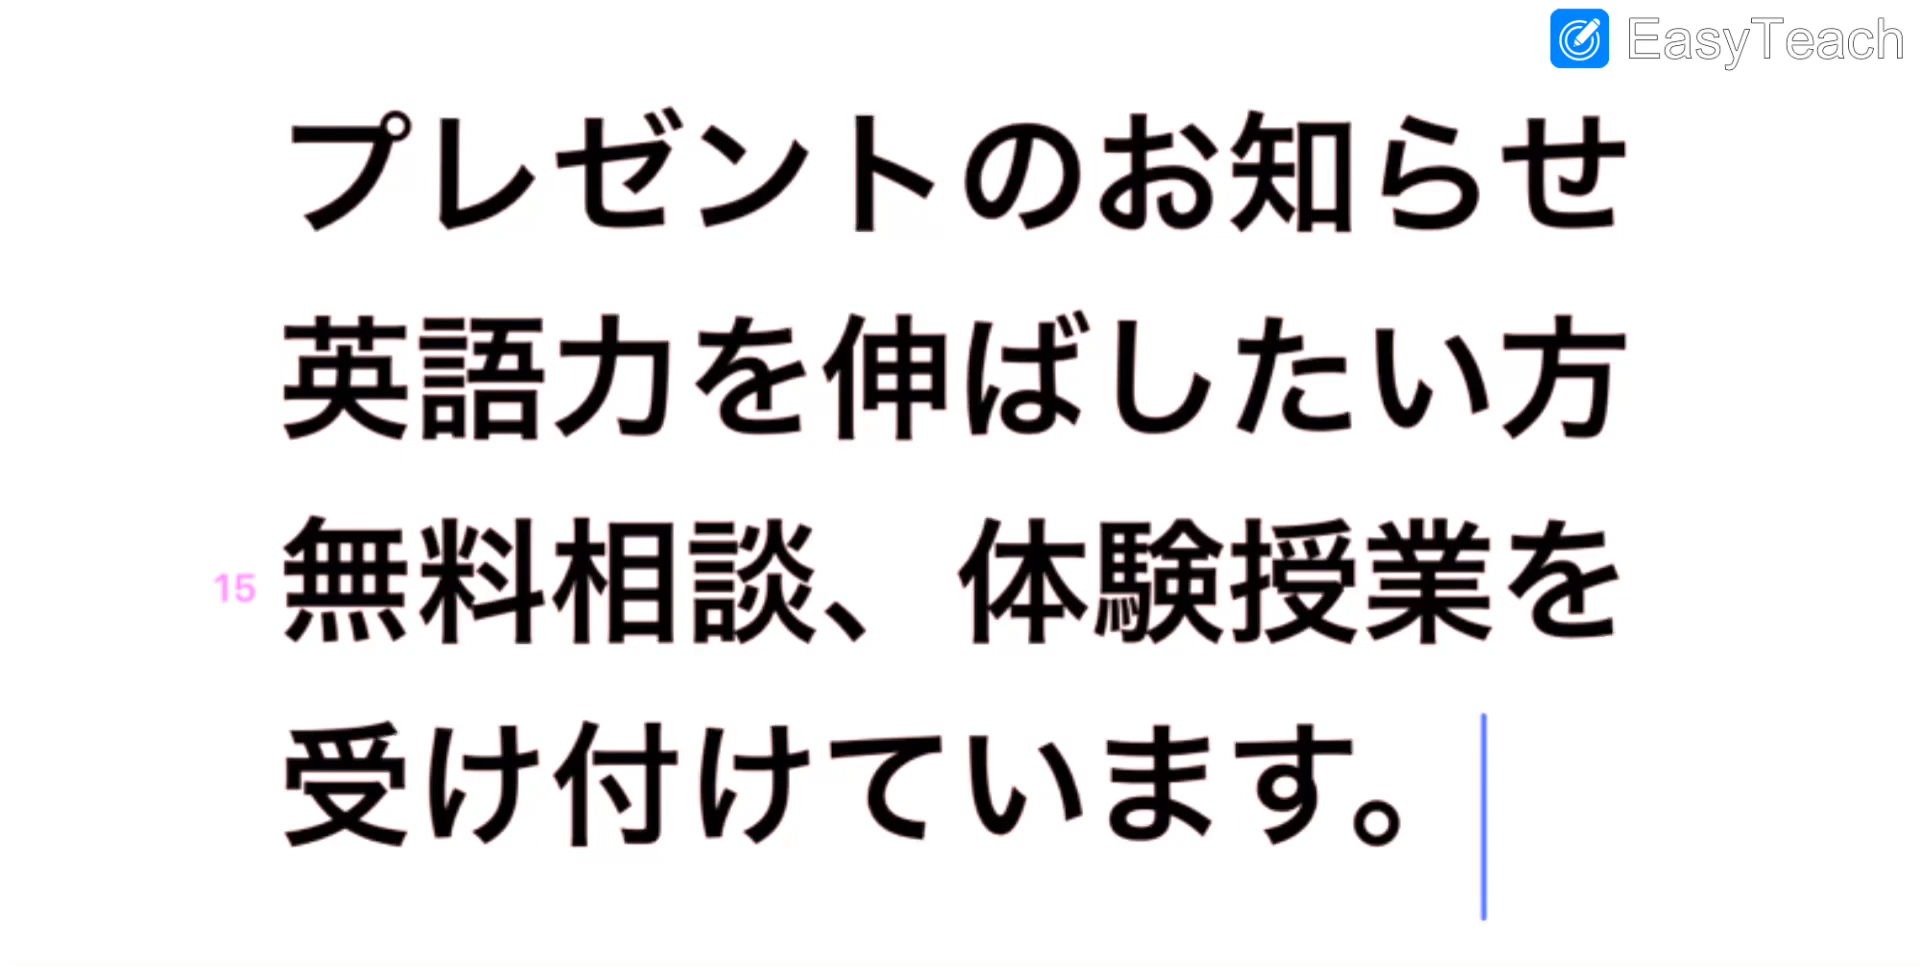 EasyTeach
プレゼントのお知らせ
英語力を伸ばしたい方
15 無料相談、体験授業を
受け付けています。